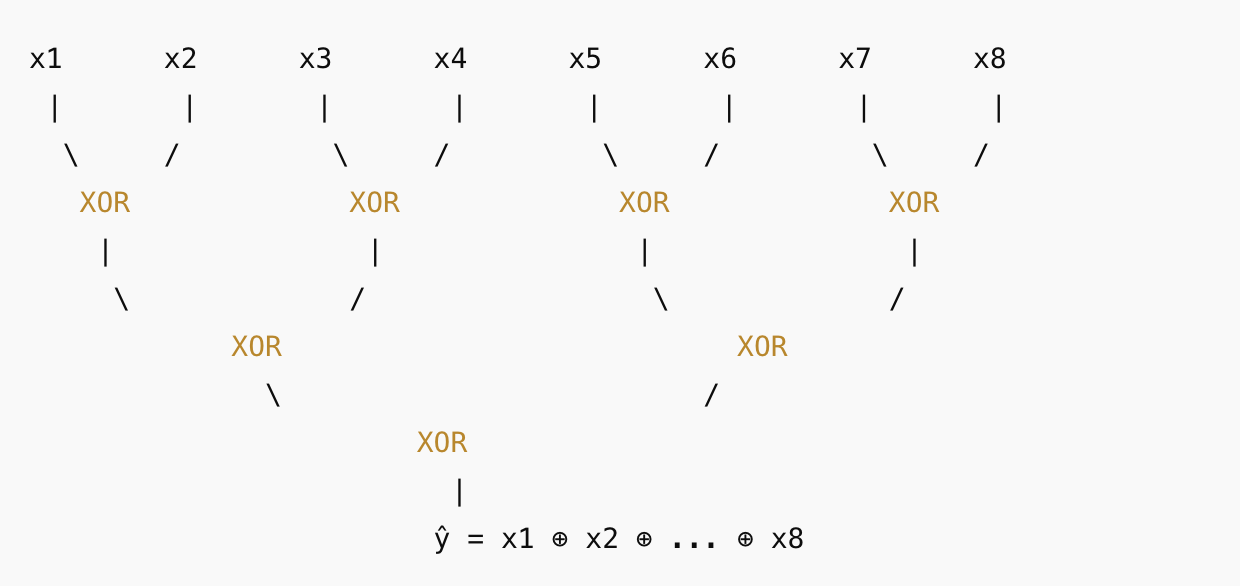 x1 x2 x3 x4 x5 x6 x7 x8
| | | | | | | |
\ / \ / \ / \ /
XOR XOR XOR XOR
| | | |
\ / \ /
XOR XOR
\ /
XOR
|
ŷ = x1 ⊕ x2 ⊕ ... ⊕ x8